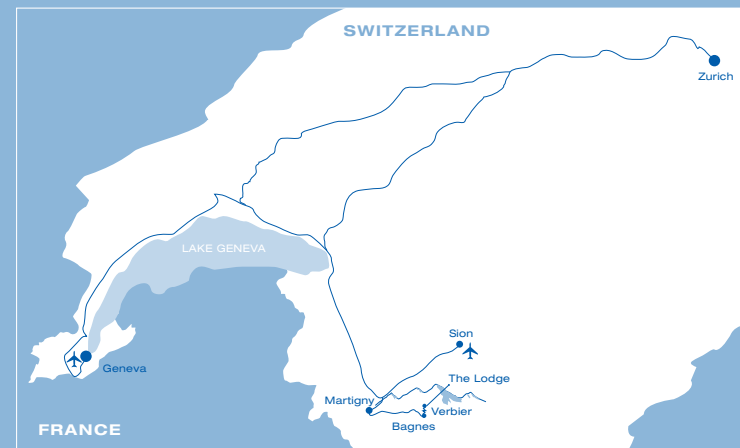 SWITZERLAND
Zurich
LAKE GENEVA
Sion
Geneva
The Lodge
Martigny
Verbier
Bagnes
FRANCE